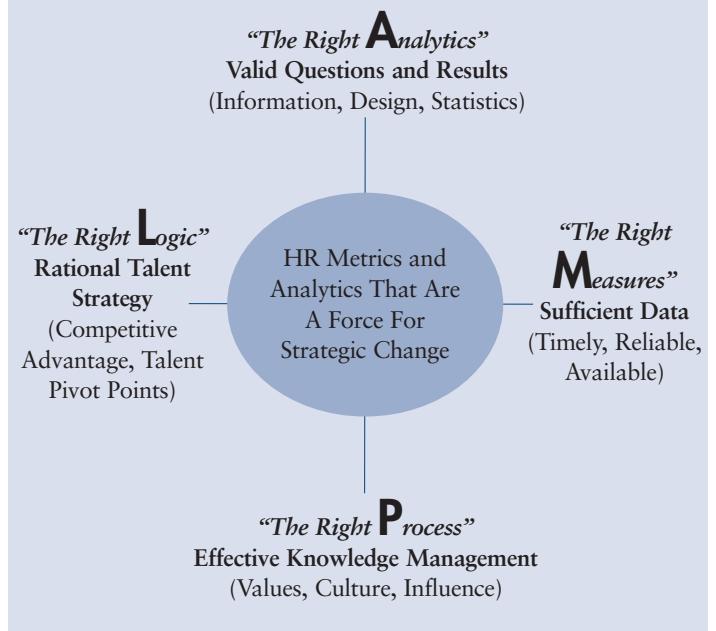 “The Right Analytics”
Valid Questions and Results
(Information, Design, Statistics)
“The Right Logic”
Rational Talent
Strategy
(Competitive
Advantage, Talent
Pivot Points)
HR Metrics and
Analytics That Are
A Force For
Strategic Change
“The Right
Measures”
Sufficient Data
(Timely, Reliable,
Available)
“The Right Process”
Effective Knowledge Management
(Values, Culture, Influence)